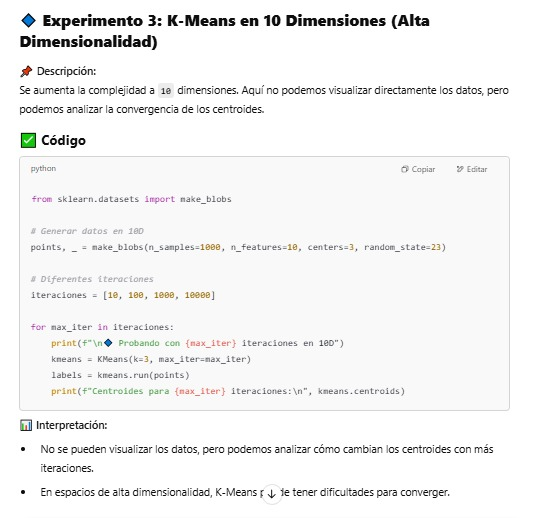 Experimento 3: K-Means en 10 Dimensiones (Alta
Dimensionalidad)
Descripción:
Se aumenta la complejidad a 10 dimensiones. Aquí no podemos visualizar directamente los datos, pero
podemos analizar la convergencia de los centroides.
Código
python
Copiar
Editar
from sklearn.datasets import make_blobs
# Generar datos en 10D
points, _ = make_blobs(n_samples=1000, n_features=10, centers=3, random_state=23)
# Diferentes iteraciones
iteraciones = [10, 100, 1000, 10000]
for max_iter in iteraciones:
    print(f"\n🔷 Probando con {max_iter} iteraciones en 10D")
    kmeans = KMeans(k=3, max_iter=max_iter)
    labels = kmeans.run(points)
    print(f"Centroides para {max_iter} iteraciones:\n", kmeans.centroids)
Interpretación:
No se pueden visualizar los datos, pero podemos analizar cómo cambian los centroides con más
iteraciones.
En espacios de alta dimensionalidad, K-Means tener dificultades para converger.